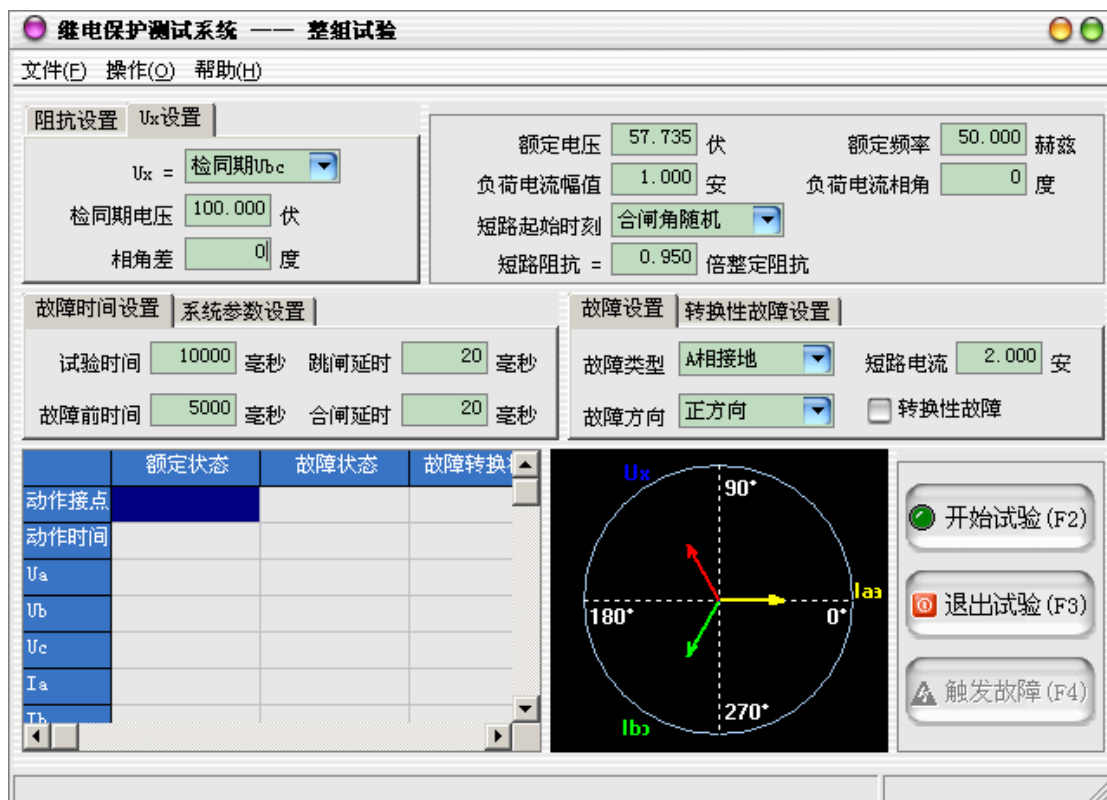 继电保护测试系统 —— 整组试验
文件(F) 操作(O) 帮助(H)
阻抗设置 Ux设置
Ux = 检同期Ubc
检同期电压 100.000 伏
相角差 0 度
额定电压 57.735 伏 额定频率 50.000 赫兹
负荷电流幅值 1.000 安 负荷电流相角 0 度
短路起始时刻 合闸角随机
短路阻抗 = 0.950 倍整定阻抗
故障时间设置 系统参数设置
试验时间 10000 毫秒 跳闸延时 20 毫秒
故障前时间 5000 毫秒 合闸延时 20 毫秒
故障设置 转换性故障设置
故障类型 A相接地 短路电流 2.000 安
故障方向 正方向 转换性故障
额定状态 故障状态 故障转换
动作接点
动作时间
Ua
Ub
Uc
Ia
Ib
Ux
90°
180°
0°
270°
开始试验(F2)
退出试验(F3)
触发故障(F4)